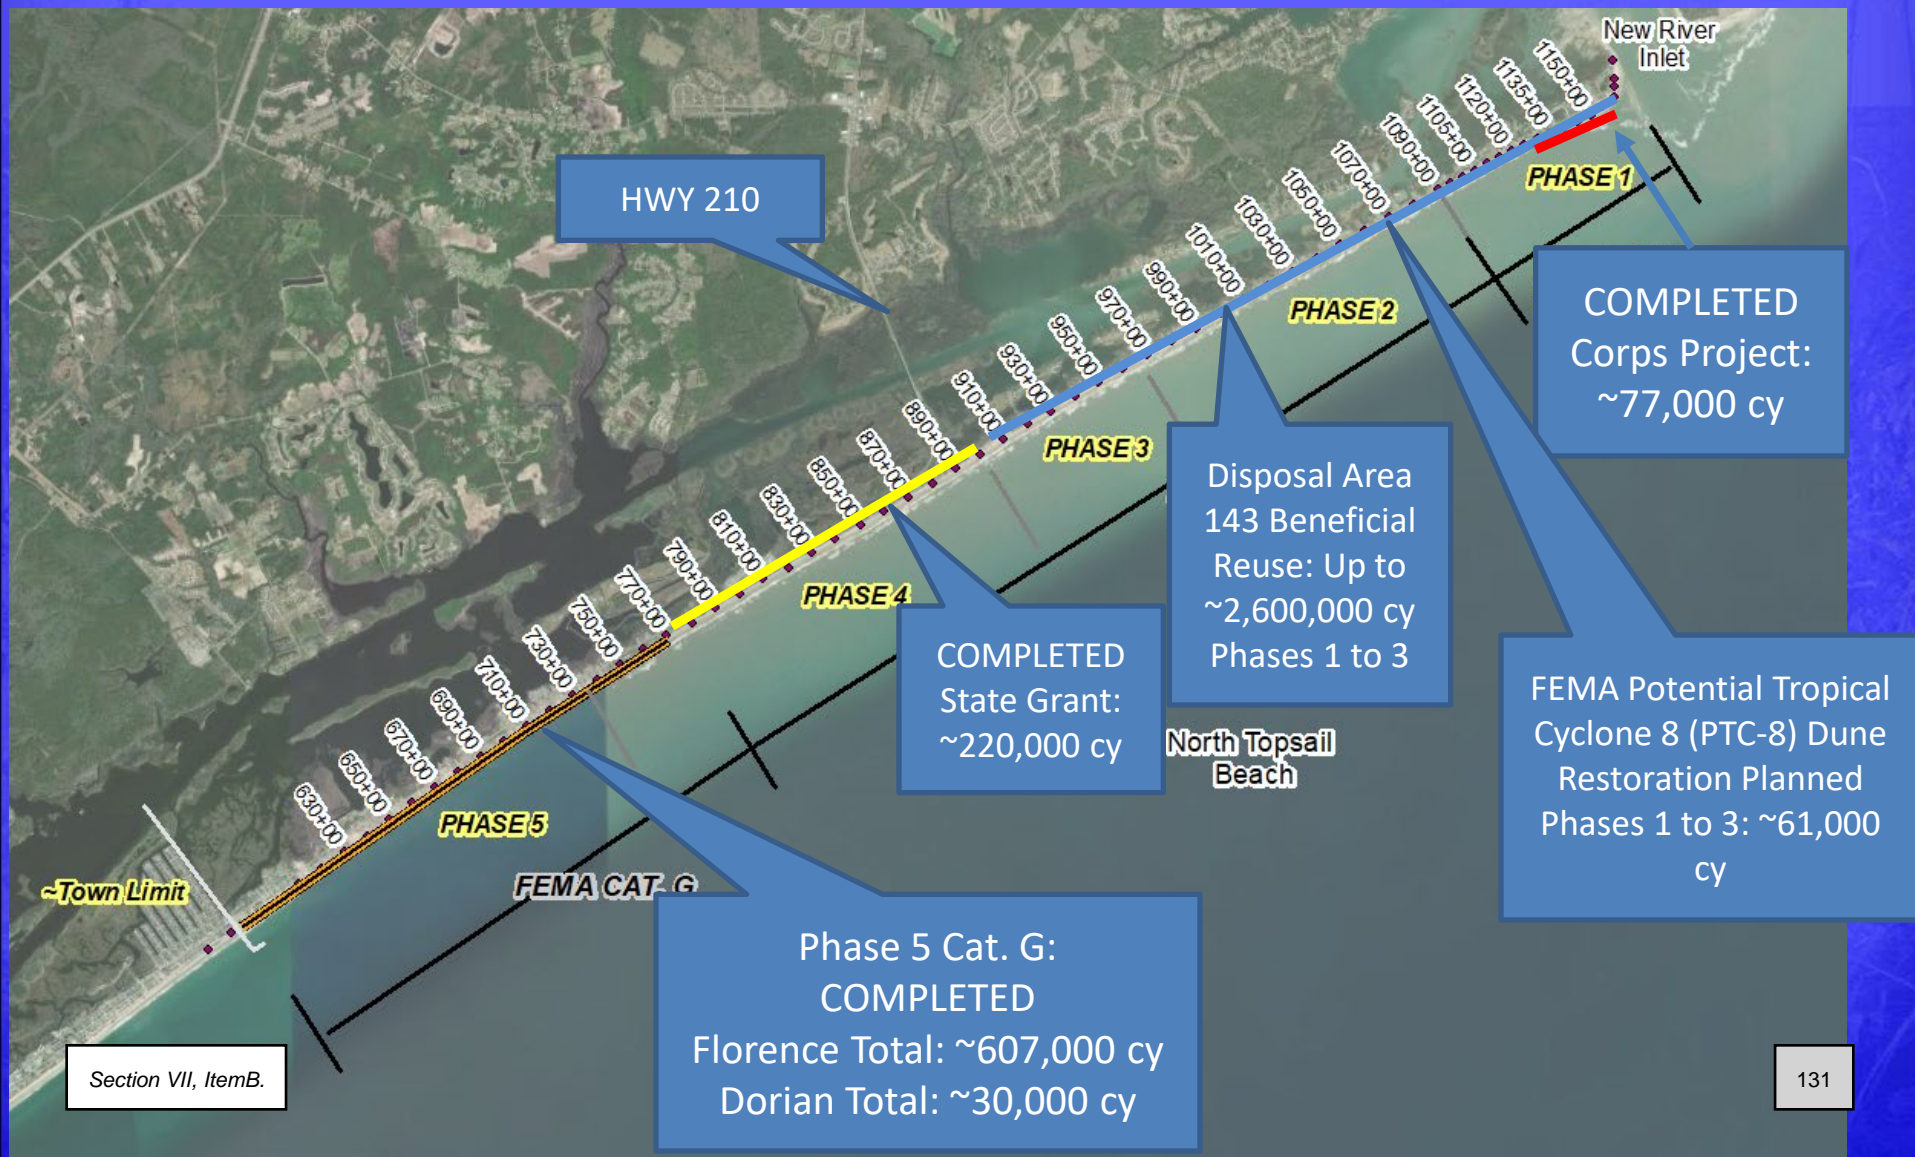 New River
Inlet
1150+00
1135+00
1120+00
1105+00
1090+00
1070+00
1050+00
1030+00
1010+00
990+00
970+00
950+00
930+00
910+00
890+00
870+00
850+00
830+00
810+00
790+00
770+00
750+00
730+00
710+00
690+00
670+00
650+00
630+00
HWY 210
PHASE 1
PHASE 2
PHASE 3
PHASE 4
PHASE 5
COMPLETED
Corps Project:
~77,000 cy
Disposal Area
143 Beneficial
Reuse: Up to
~2,600,000 cy
Phases 1 to 3
COMPLETED
State Grant:
~220,000 cy
North Topsail
Beach
FEMA Potential Tropical
Cyclone 8 (PTC-8) Dune
Restoration Planned
Phases 1 to 3: ~61,000
cy
~Town Limit
FEMA CAT. G
Phase 5 Cat. G:
COMPLETED
Florence Total: ~607,000 cy
Dorian Total: ~30,000 cy
Section VII, ItemB.
131